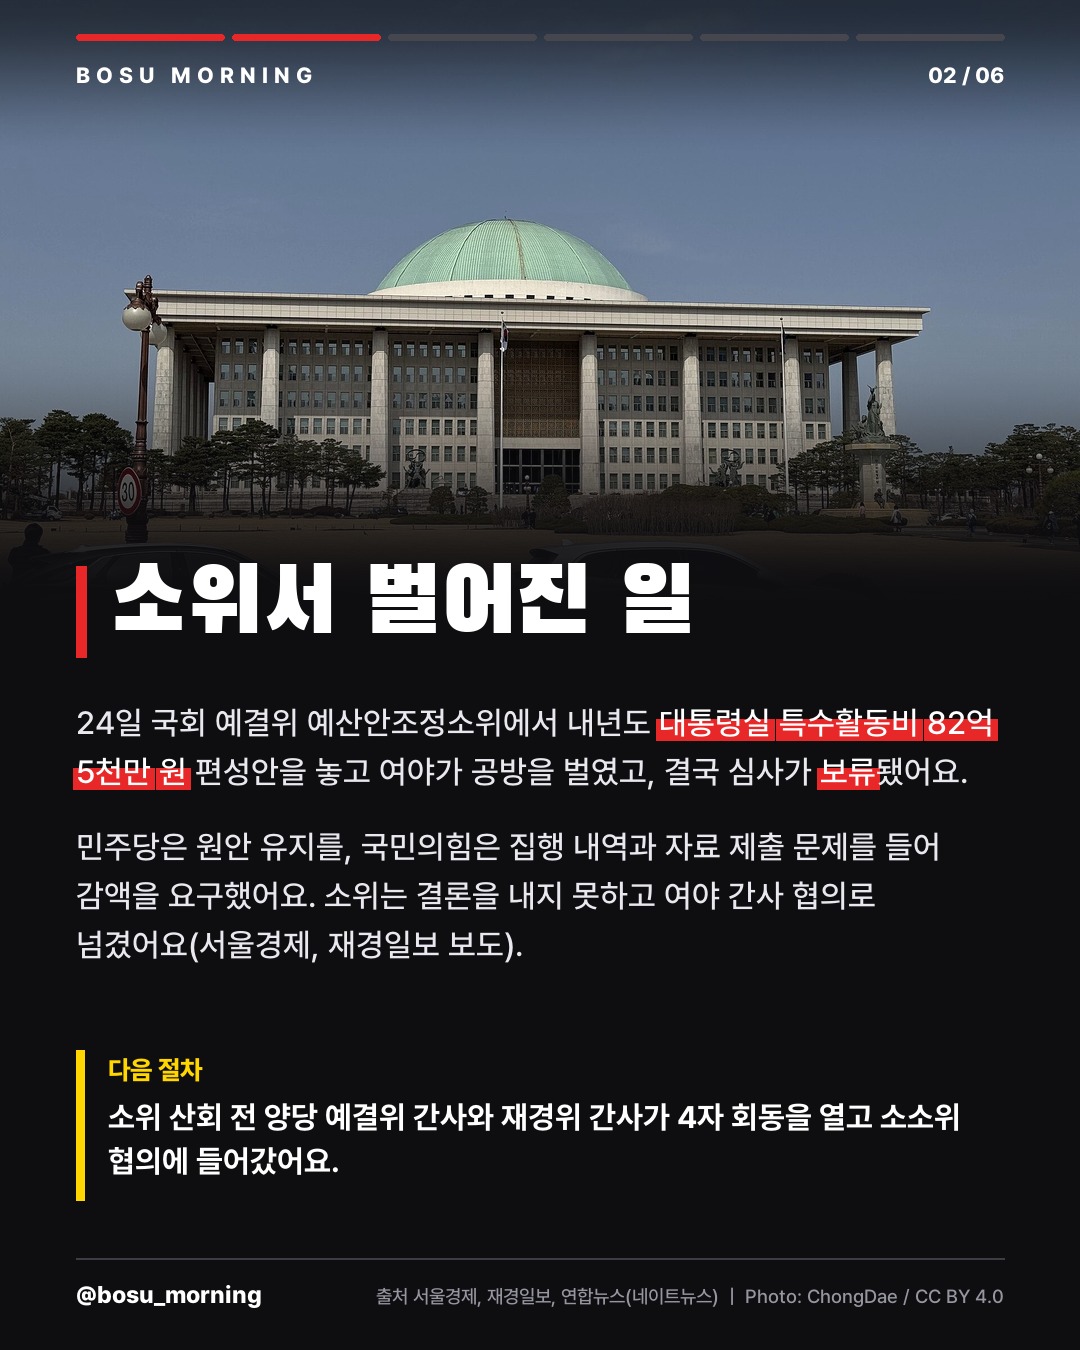 BOSU MORNING
02 / 06
30
소위서 벌어진 일
24일 국회 예결위 예산안조정소위에서 내년도 대통령실 특수활동비 82억
5천만 원 편성안을 놓고 여야가 공방을 벌였고, 결국 심사가 보류됐어요.
민주당은 원안 유지를, 국민의힘은 집행 내역과 자료 제출 문제를 들어
감액을 요구했어요. 소위는 결론을 내지 못하고 여야 간사 협의로
넘겼어요(서울경제, 재경일보 보도).
다음 절차
소위 산회 전 양당 예결위 간사와 재경위 간사가 4자 회동을 열고 소소위
협의에 들어갔어요.
@bosu_morning
출처 서울경제, 재경일보, 연합뉴스(네이트뉴스) | Photo: ChongDae / CC BY 4.0